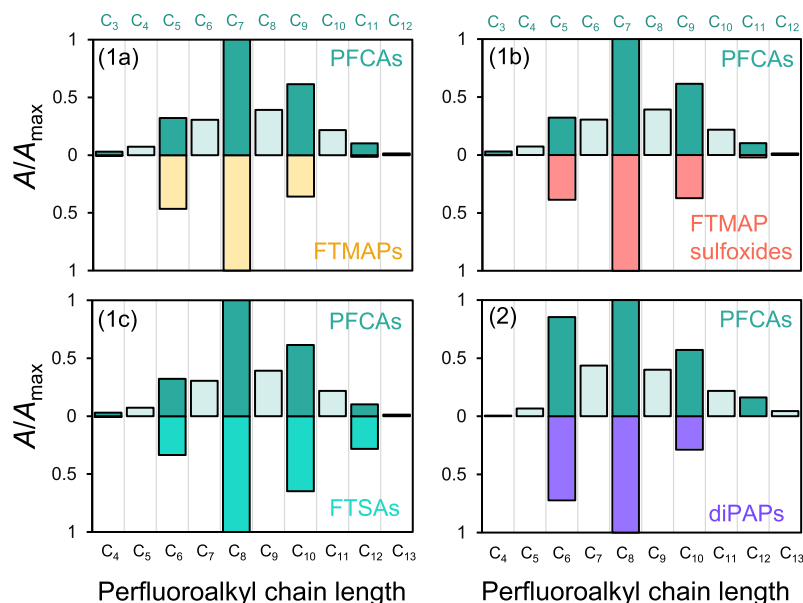 C₃ C₄ C₅ C₆ C₇ C₈ C₉ C₁₀ C₁₁ C₁₂
C₃ C₄ C₅ C₆ C₇ C₈ C₉ C₁₀ C₁₁ C₁₂
1
(1a)
PFCAs
0.5
0
0.5
1
A/Amax
FTMAPs
1
(1b)
PFCAs
0.5
0
0.5
1
FTMAP
sulfoxides
1
(1c)
PFCAs
0.5
0
0.5
1
A/Amax
FTSAs
1
(2)
PFCAs
0.5
0
0.5
1
diPAPs
C₄ C₅ C₆ C₇ C₈ C₉ C₁₀ C₁₁ C₁₂ C₁₃
C₄ C₅ C₆ C₇ C₈ C₉ C₁₀ C₁₁ C₁₂ C₁₃
Perfluoroalkyl chain length
Perfluoroalkyl chain length